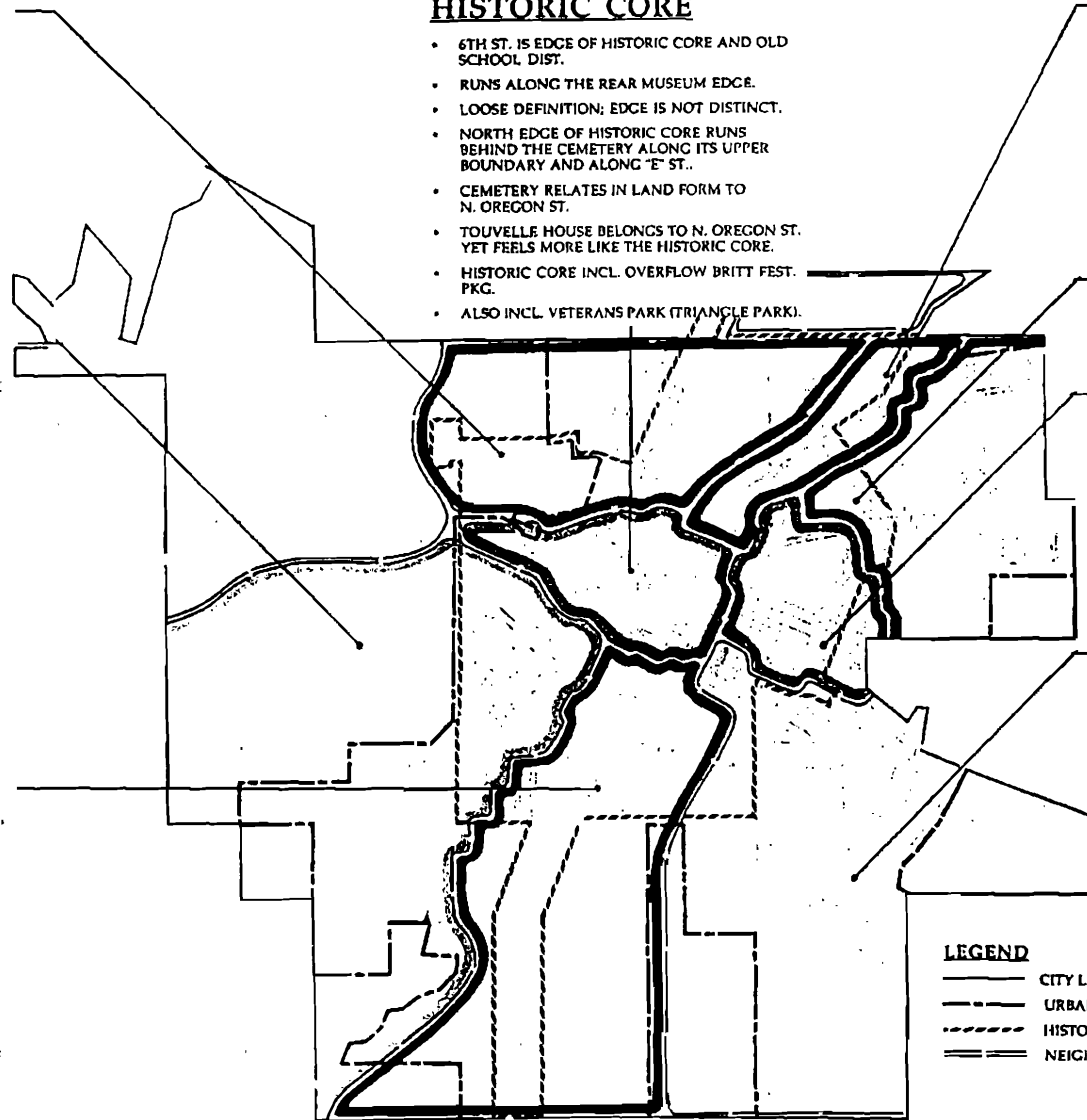 HISTORIC CORE
• 6TH ST. IS EDGE OF HISTORIC CORE AND OLD
SCHOOL DIST.
• RUNS ALONG THE REAR MUSEUM EDGE.
• LOOSE DEFINITION; EDGE IS NOT DISTINCT.
• NORTH EDGE OF HISTORIC CORE RUNS
BEHIND THE CEMETERY ALONG ITS UPPER
BOUNDARY AND ALONG "E" ST..
• CEMETERY RELATES IN LAND FORM TO
N. OREGON ST.
• TOUVELLE HOUSE BELONGS TO N. OREGON ST.
YET FEELS MORE LIKE THE HISTORIC CORE.
• HISTORIC CORE INCL. OVERFLOW BRITT FEST.
PKG.
• ALSO INCL. VETERANS PARK (TRIANGLE PARK).
LEGEND
CITY L
URBA
HISTO
NEIG